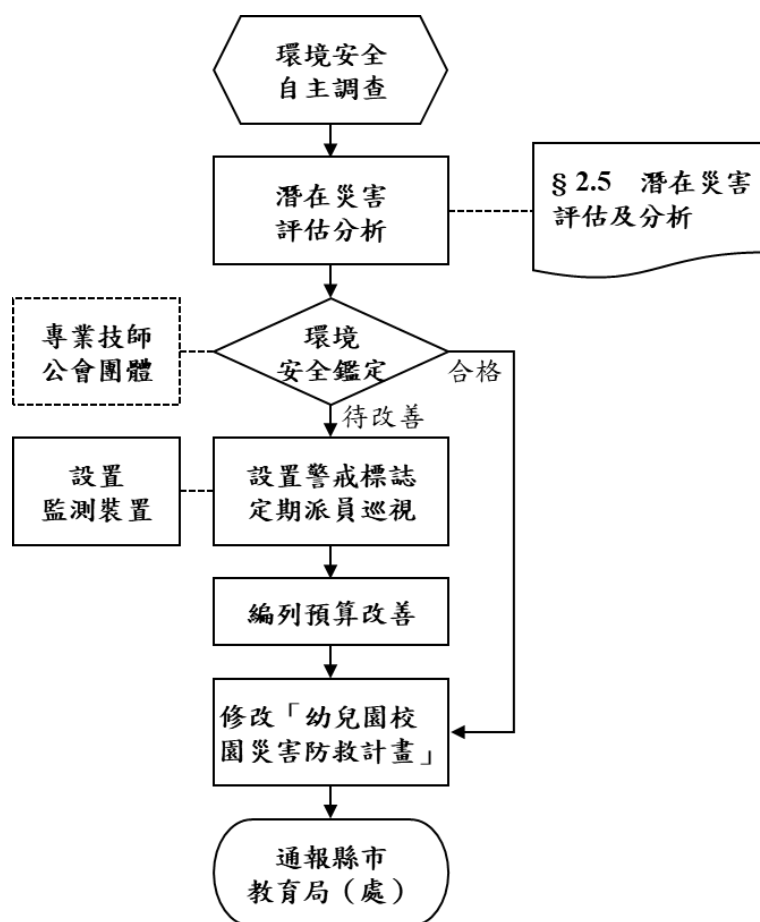 環境安全
自主調查
潛在災害
評估分析
§ 2.5 潛在災害
評估及分析
專業技師
公會團體
環境
安全鑑定
合格
待改善
設置
監測裝置
設置警戒標誌
定期派員巡視
編列預算改善
修改「幼兒園校
園災害防救計畫」
通報縣市
教育局（處）